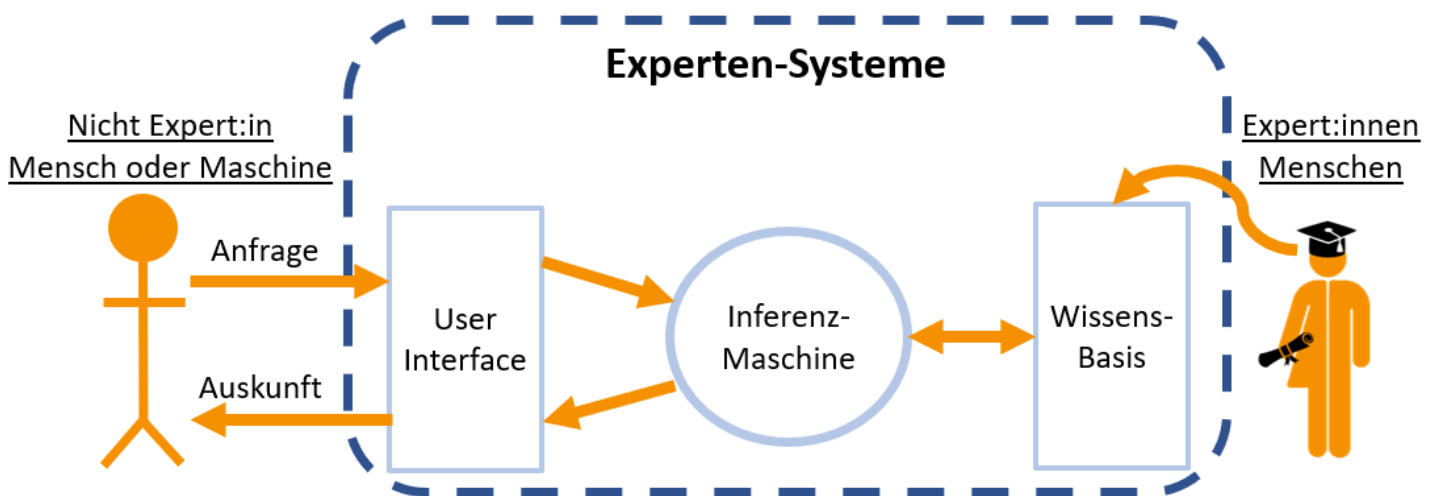 Experten-Systeme
Nicht Expert:in
Mensch oder Maschine
Anfrage
Auskunft
User
Interface
Inferenz-
Maschine
Wissens-
Basis
Expert:innen
Menschen